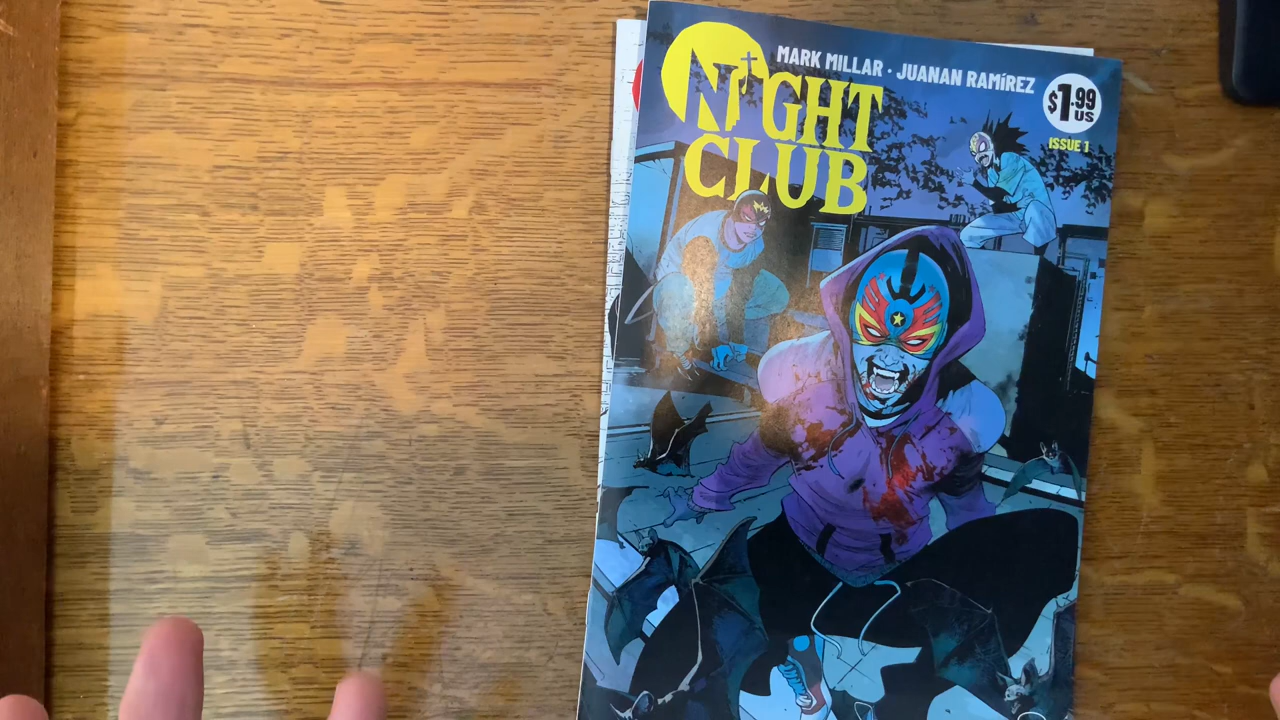 MARK MILLAR · JUANAN RAMÍREZ
NIGHT
CLUB
$1.99
US
ISSUE 1